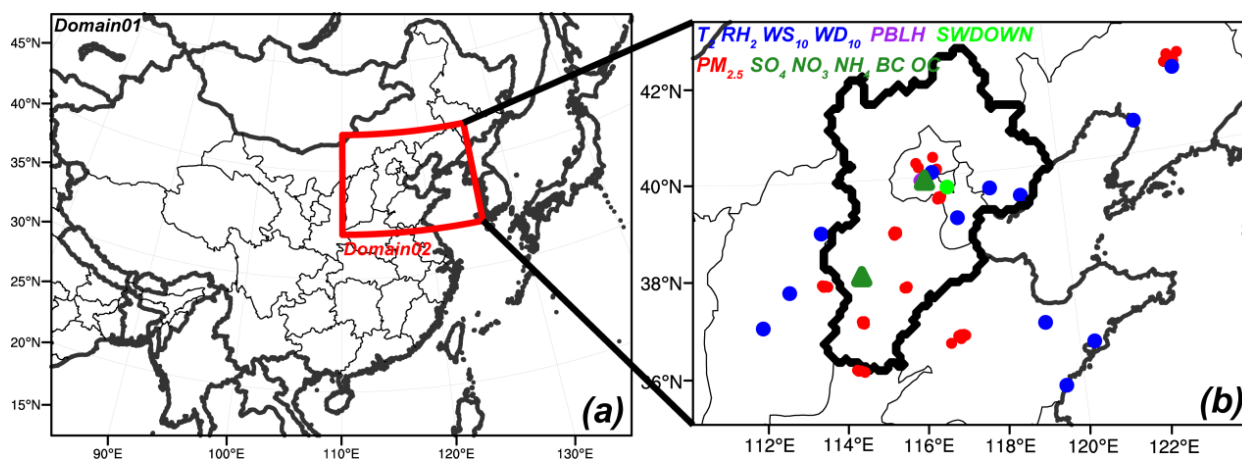 Domain01
45°N
40°N
35°N
30°N
25°N
20°N
15°N
90°E
100°E
110°E
120°E
130°E
Domain02
(a)
T2 RH2 WS10 WD10 PBLH SWDOWN
PM2.5 SO4 NO3 NH4 BC OC
42°N
40°N
38°N
36°N
112°E
114°E
116°E
118°E
120°E
122°E
(b)